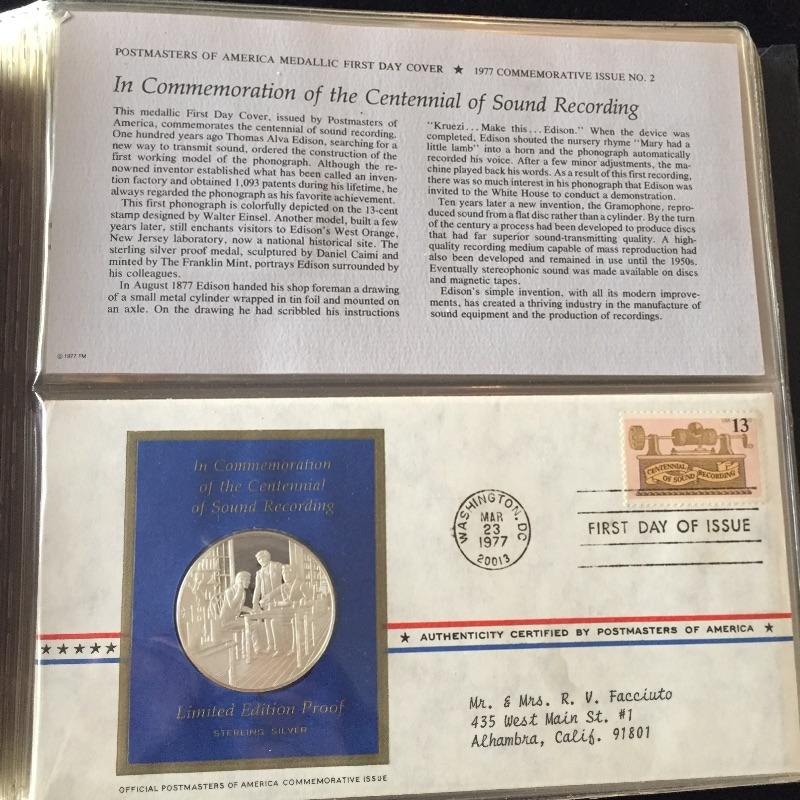 POSTMASTERS OF AMERICA MEDALLIC FIRST DAY COVER ★ 1977 COMMEMORATIVE ISSUE NO. 2
In Commemoration of the Centennial of Sound Recording
This medallic First Day Cover, issued by Postmasters of
America, commemorates the centennial of sound recording.
One hundred years ago Thomas Alva Edison, searching for a
new way to transmit sound, ordered the construction of the
first working model of the phonograph. Although the re-
nowned inventor established what has been called an inven-
tion factory and obtained 1,093 patents during his lifetime, he
always regarded the phonograph as his favorite achievement.
This first phonograph is colorfully depicted on the 13-cent
stamp designed by Walter Einsel. Another model, built a few
years later, still enchants visitors to Edison's West Orange,
New Jersey laboratory, now a national historical site. The
sterling silver proof medal, sculptured by Daniel Caimi and
minted by The Franklin Mint, portrays Edison surrounded by
his colleagues.
In August 1877 Edison handed his shop foreman a drawing
of a small metal cylinder wrapped in tin foil and mounted on
an axle. On the drawing he had scribbled his instructions
"Kruezi... Make this... Edison." When the device was
completed, Edison shouted the nursery rhyme "Mary had a
little lamb" into a horn and the phonograph automatically
recorded his voice. After a few minor adjustments, the ma-
chine played back his words. As a result of this first recording,
there was so much interest in his phonograph that Edison was
invited to the White House to conduct a demonstration.
Ten years later a new invention, the Gramophone, repro-
duced sound from a flat disc rather than a cylinder. By the turn
of the century a process had been developed to produce discs
that had far superior sound-transmitting quality. A high-
quality recording medium capable of mass reproduction had
also been developed and remained in use until the 1950s.
Eventually stereophonic sound was made available on discs
and magnetic tapes.
Edison's simple invention, with all its modern improve-
ments, has created a thriving industry in the manufacture of
sound equipment and the production of recordings.
© 1977 FM
In Commemoration
of the Centennial
of Sound Recording
Limited Edition Proof
STERLING SILVER
OFFICIAL POSTMASTERS OF AMERICA COMMEMORATIVE ISSUE
WASHINGTON, DC
MAR
23
1977
20013
13
CENTENNIAL
OF SOUND RECORDING
FIRST DAY OF ISSUE
★ AUTHENTICITY CERTIFIED BY POSTMASTERS OF AMERICA ★
Mr. & Mrs. R. V. Facciuto
435 West Main St. #1
Alhambra, Calif. 91801